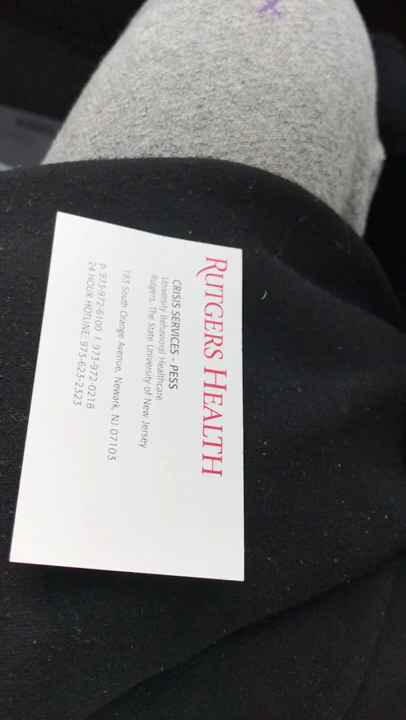 RUTGERS HEALTH
CRISIS SERVICES - PESS
University Behavioral Healthcare
Rutgers, The State University of New Jersey
183 South Orange Avenue, Newark, NJ 07103
p. 973-972-6100 f. 973-972-0218
24 HOUR HOTLINE: 973-623-2323